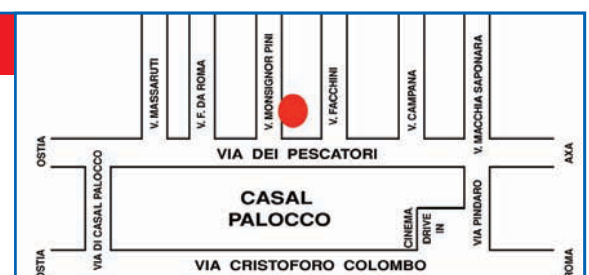 V. MASSARUTI
V. F. DA ROMA
V. MONSIGNOR PINI
V. FACCHINI
V. CAMPANA
V. MACCHIA SAPONARA
OSTIA
VIA DEI PESCATORI
AXA
VIA DI CASAL PALOCCO
CASAL
PALOCCO
CINEMA
DRIVE
IN
VIA PINDARO
OSTIA
VIA CRISTOFORO COLOMBO
ROMA